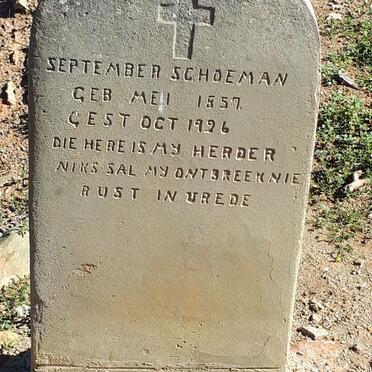 SEPTEMBER SCHOEMAN
GEB MEI 1857
GEST OCT 1926
DIE HERE IS MY HERDER
NIKS SAL MY ONTBREEK NIE
RUST IN VREDE